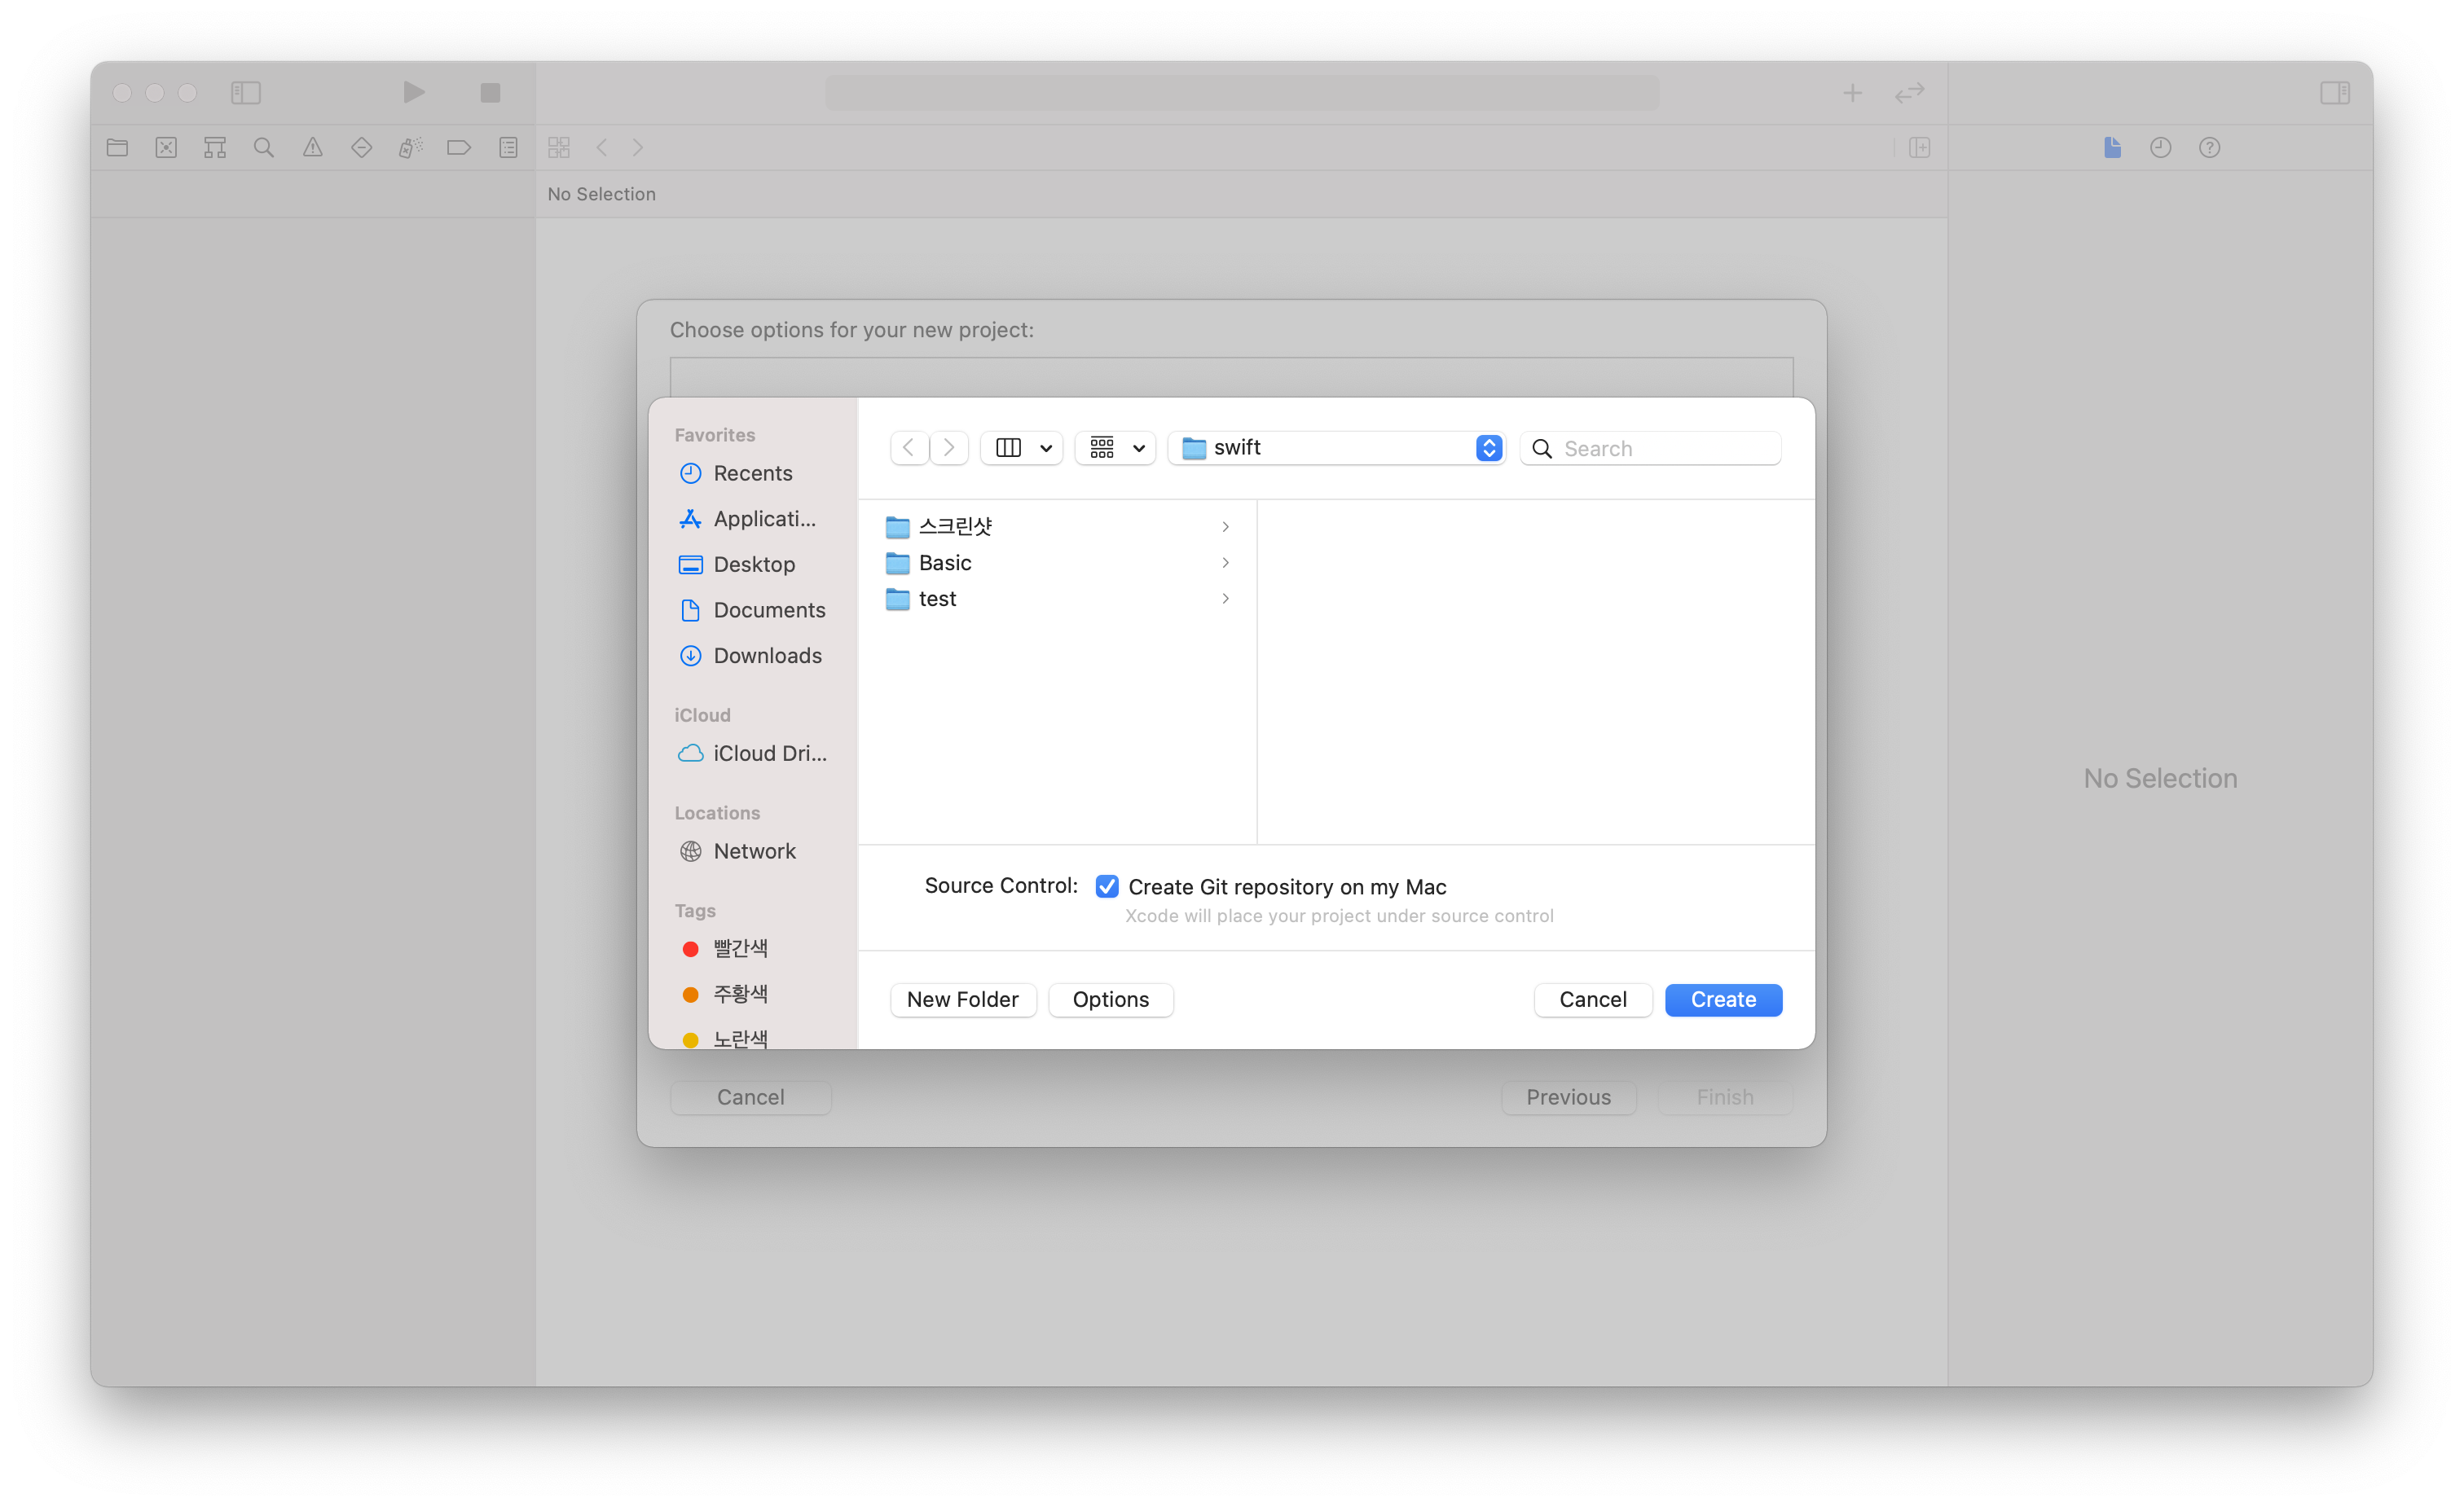 No Selection
Choose options for your new project:
Favorites
Recents
Applicati...
Desktop
Documents
Downloads
iCloud
iCloud Dri...
Locations
Network
Tags
빨간색
주황색
노란색
swift
Search
스크린샷
Basic
test
Source Control:
Create Git repository on my Mac
Xcode will place your project under source control
New Folder
Options
Cancel
Create
Cancel
Previous
Finish
No Selection